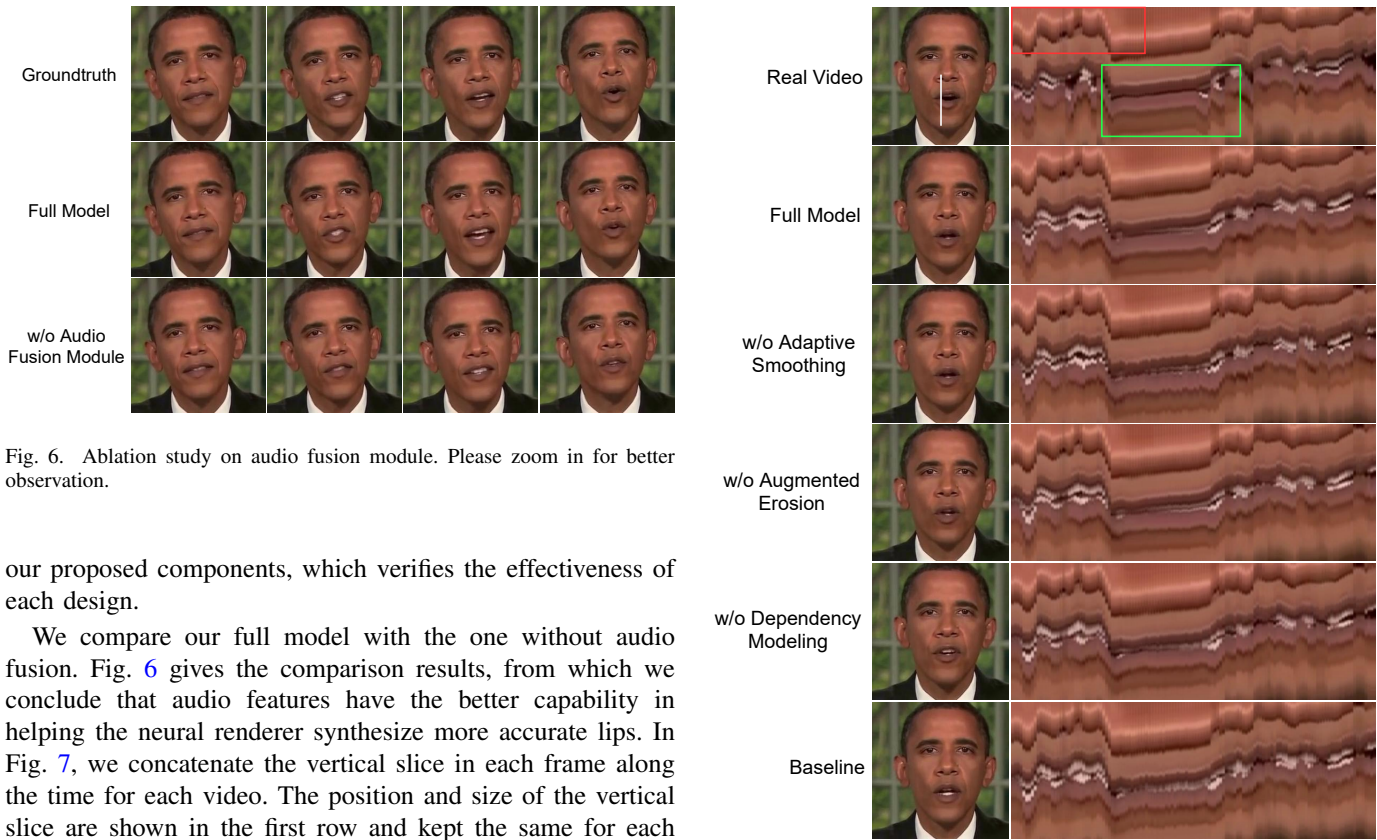 Groundtruth
Full Model
w/o Audio
Fusion Module
Fig. 6. Ablation study on audio fusion module. Please zoom in for better
observation.
our proposed components, which verifies the effectiveness of
each design.
We compare our full model with the one without audio
fusion. Fig. 6 gives the comparison results, from which we
conclude that audio features have the better capability in
helping the neural renderer synthesize more accurate lips. In
Fig. 7, we concatenate the vertical slice in each frame along
the time for each video. The position and size of the vertical
slice are shown in the first row and kept the same for each
Real Video
Full Model
w/o Adaptive
Smoothing
w/o Augmented
Erosion
w/o Dependency
Modeling
Baseline